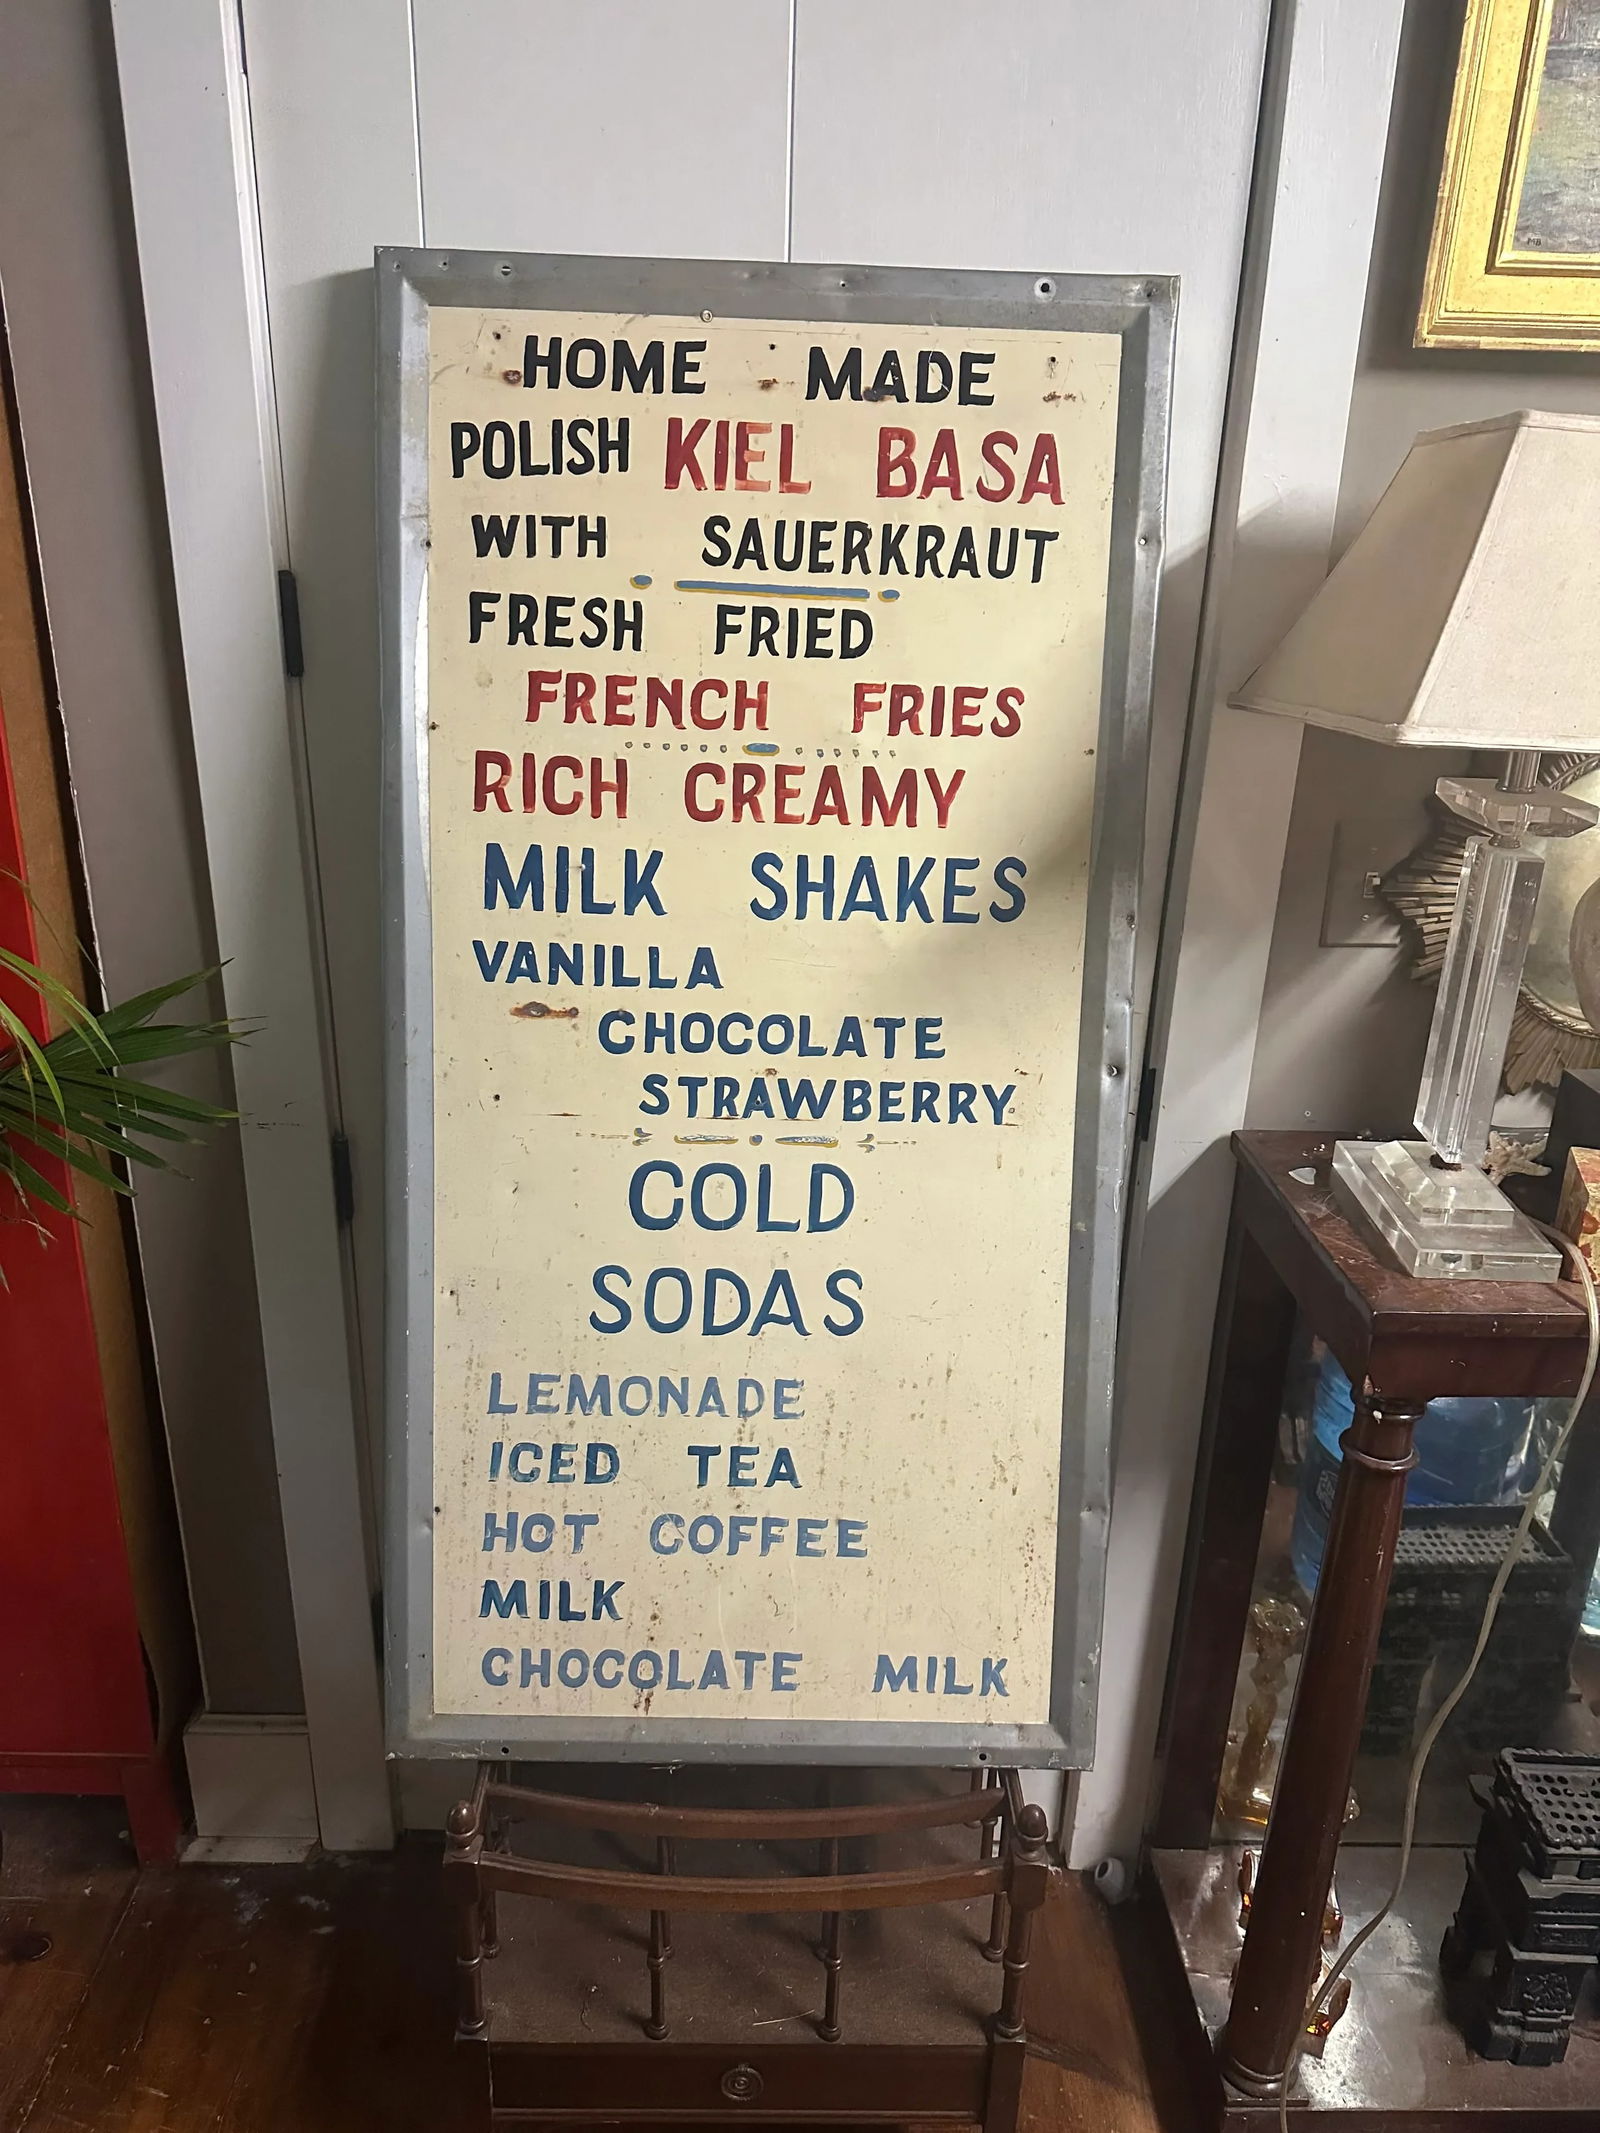 HOME MADE
POLISH KIEL BASA
WITH SAUERKRAUT
FRESH FRIED
FRENCH FRIES
RICH CREAMY
MILK SHAKES
VANILLA
CHOCOLATE
STRAWBERRY
COLD
SODAS
LEMONADE
ICED TEA
HOT COFFEE
MILK
CHOCOLATE MILK
MB